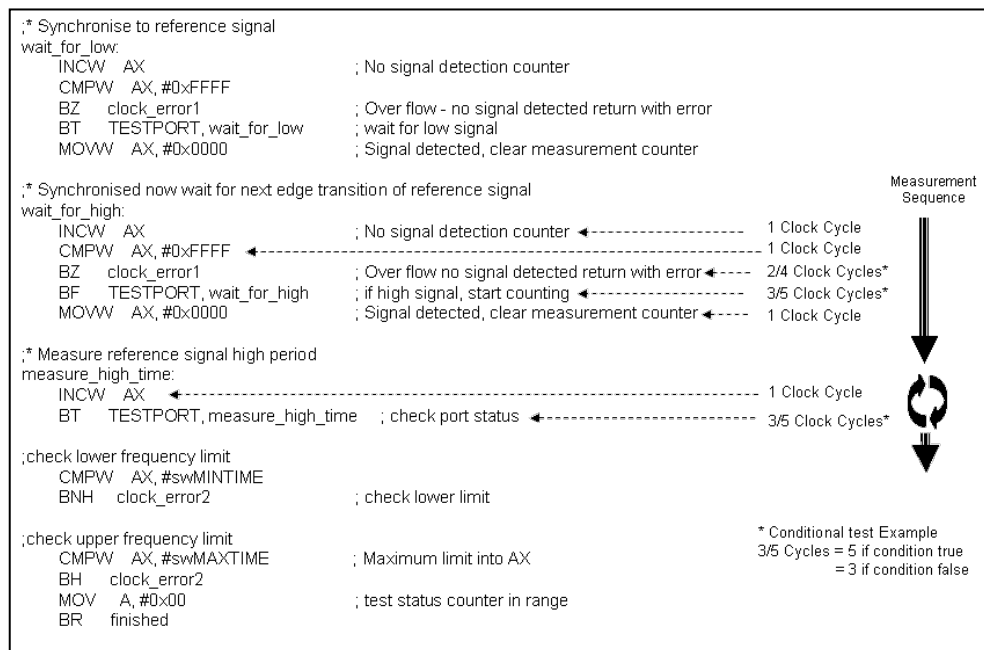 ;* Synchronise to reference signal
wait_for_low:
INCW AX ; No signal detection counter
CMPW AX, #0xFFFF
BZ clock_error1 ; Over flow - no signal detected return with error
BT TESTPORT, wait_for_low ; wait for low signal
MOVW AX, #0x0000 ; Signal detected, clear measurement counter
;* Synchronised now wait for next edge transition of reference signal
Measurement
Sequence
wait_for_high:
INCW AX ; No signal detection counter 1 Clock Cycle
CMPW AX, #0xFFFF 1 Clock Cycle
BZ clock_error1 ; Over flow no signal detected return with error 2/4 Clock Cycles*
BF TESTPORT, wait_for_high ; if high signal, start counting 3/5 Clock Cycles*
MOVW AX, #0x0000 ; Signal detected, clear measurement counter 1 Clock Cycle
;* Measure reference signal high period
measure_high_time:
INCW AX 1 Clock Cycle
BT TESTPORT, measure_high_time ; check port status 3/5 Clock Cycles*
;check lower frequency limit
CMPW AX, #swMINTIME
BNH clock_error2 ; check lower limit
;check upper frequency limit
CMPW AX, #swMAXTIME ; Maximum limit into AX
BH clock_error2
MOV A, #0x00 ; test status counter in range
BR finished
* Conditional test Example
3/5 Cycles = 5 if condition true
= 3 if condition false